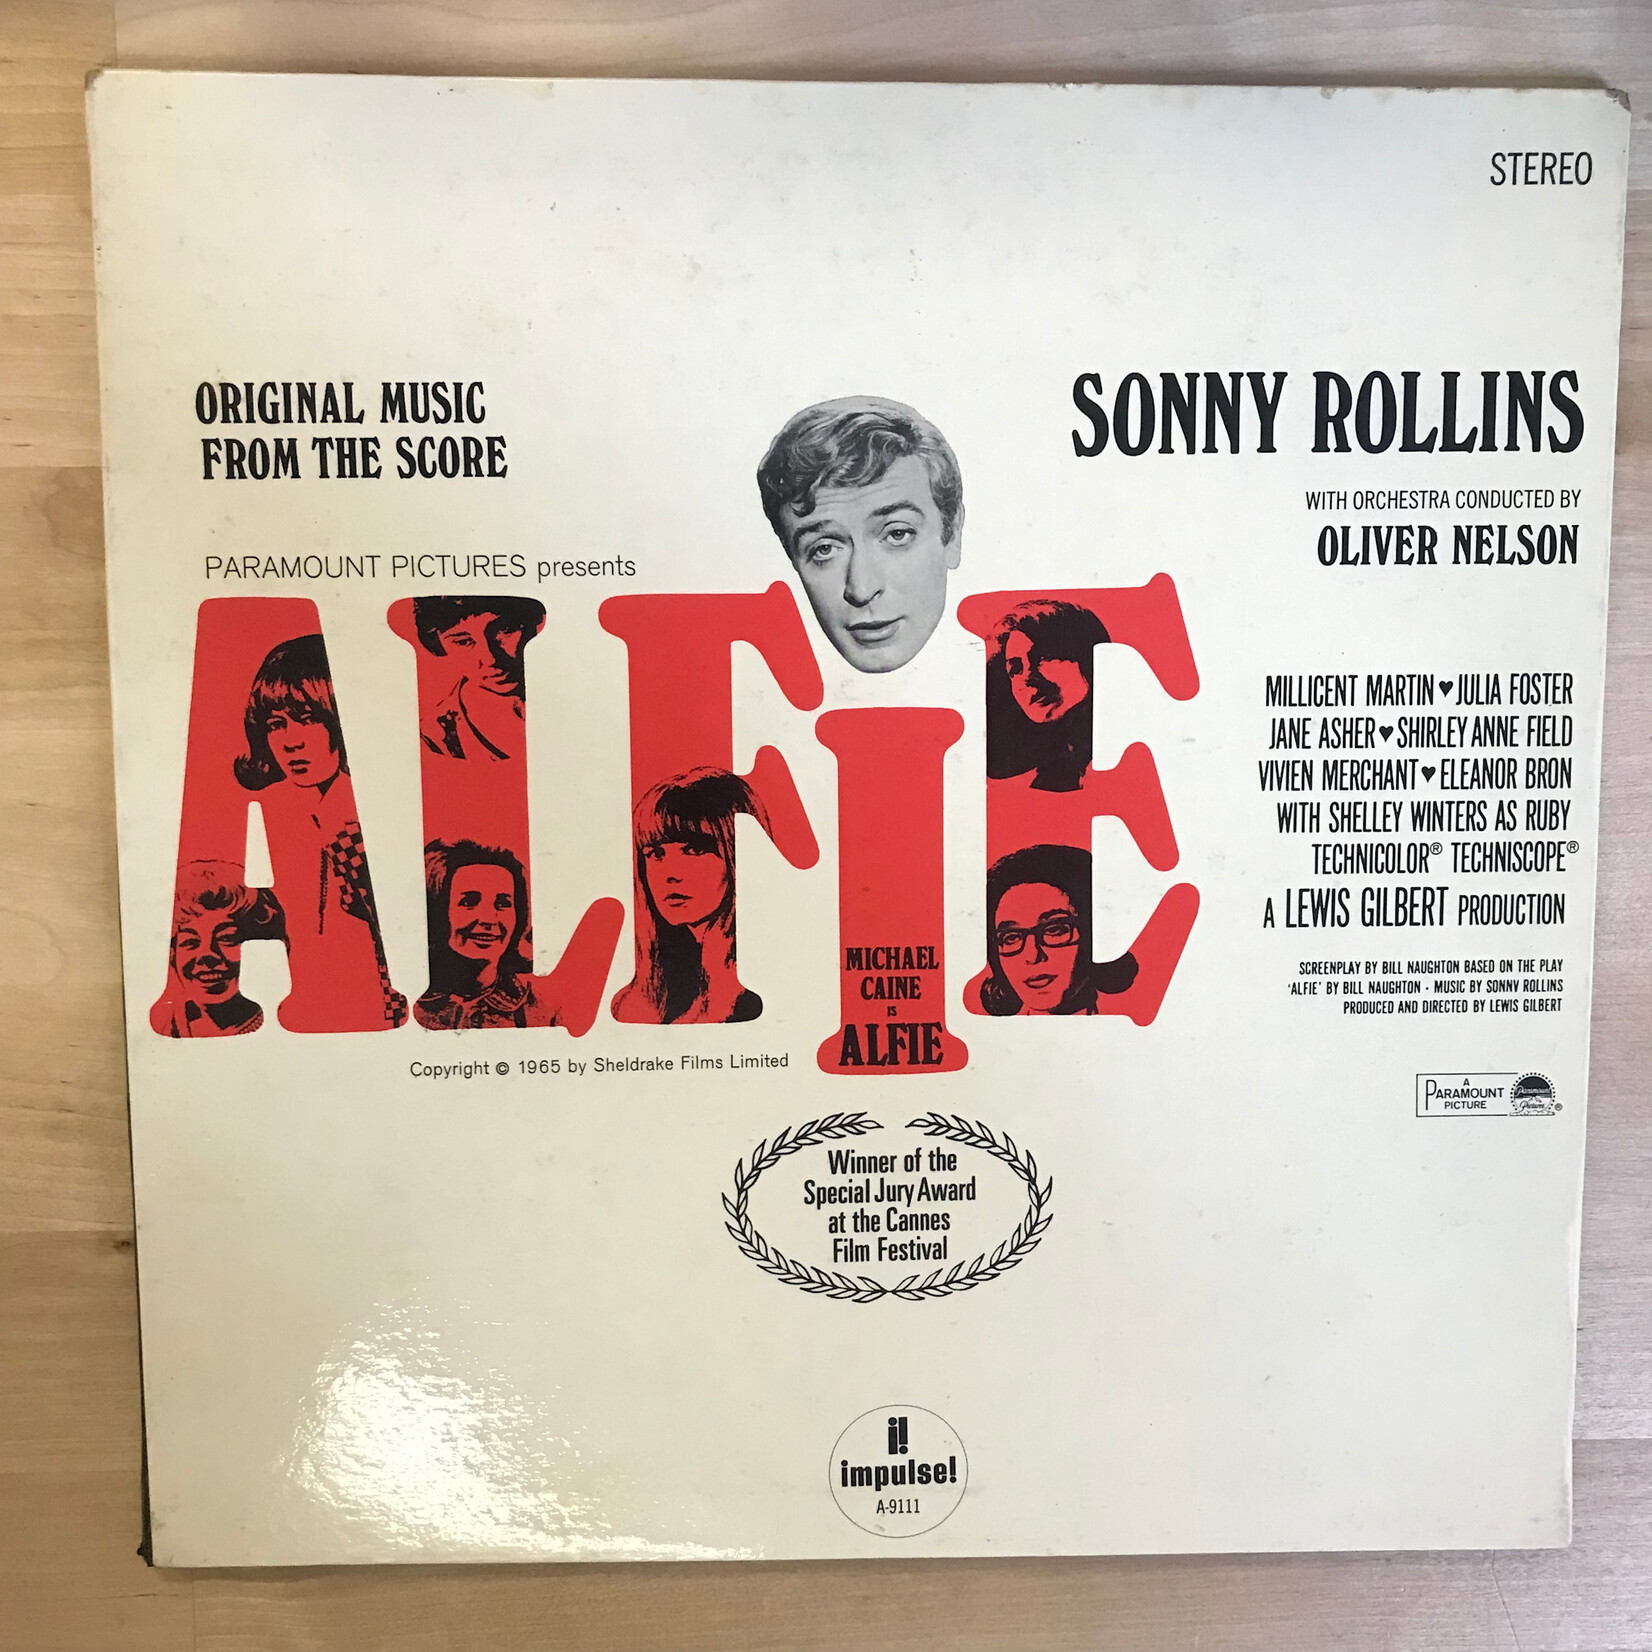 STEREO
ORIGINAL MUSIC
FROM THE SCORE
SONNY ROLLINS
WITH ORCHESTRA CONDUCTED BY
OLIVER NELSON
PARAMOUNT PICTURES presents
ALFIE
MICHAEL
CAINE
IS
ALFIE
Copyright © 1965 by Sheldrake Films Limited
MILLICENT MARTIN♥JULIA FOSTER
JANE ASHER♥SHIRLEY ANNE FIELD
VIVIEN MERCHANT♥ELEANOR BRON
WITH SHELLEY WINTERS AS RUBY
TECHNICOLOR® TECHNISCOPE®
A LEWIS GILBERT PRODUCTION
SCREENPLAY BY BILL NAUGHTON BASED ON THE PLAY
'ALFIE' BY BILL NAUGHTON · MUSIC BY SONNY ROLLINS
PRODUCED AND DIRECTED BY LEWIS GILBERT
A
PARAMOUNT
PICTURE
Paramount
Pictures
®
Winner of the
Special Jury Award
at the Cannes
Film Festival
i!
impulse!
A-9111